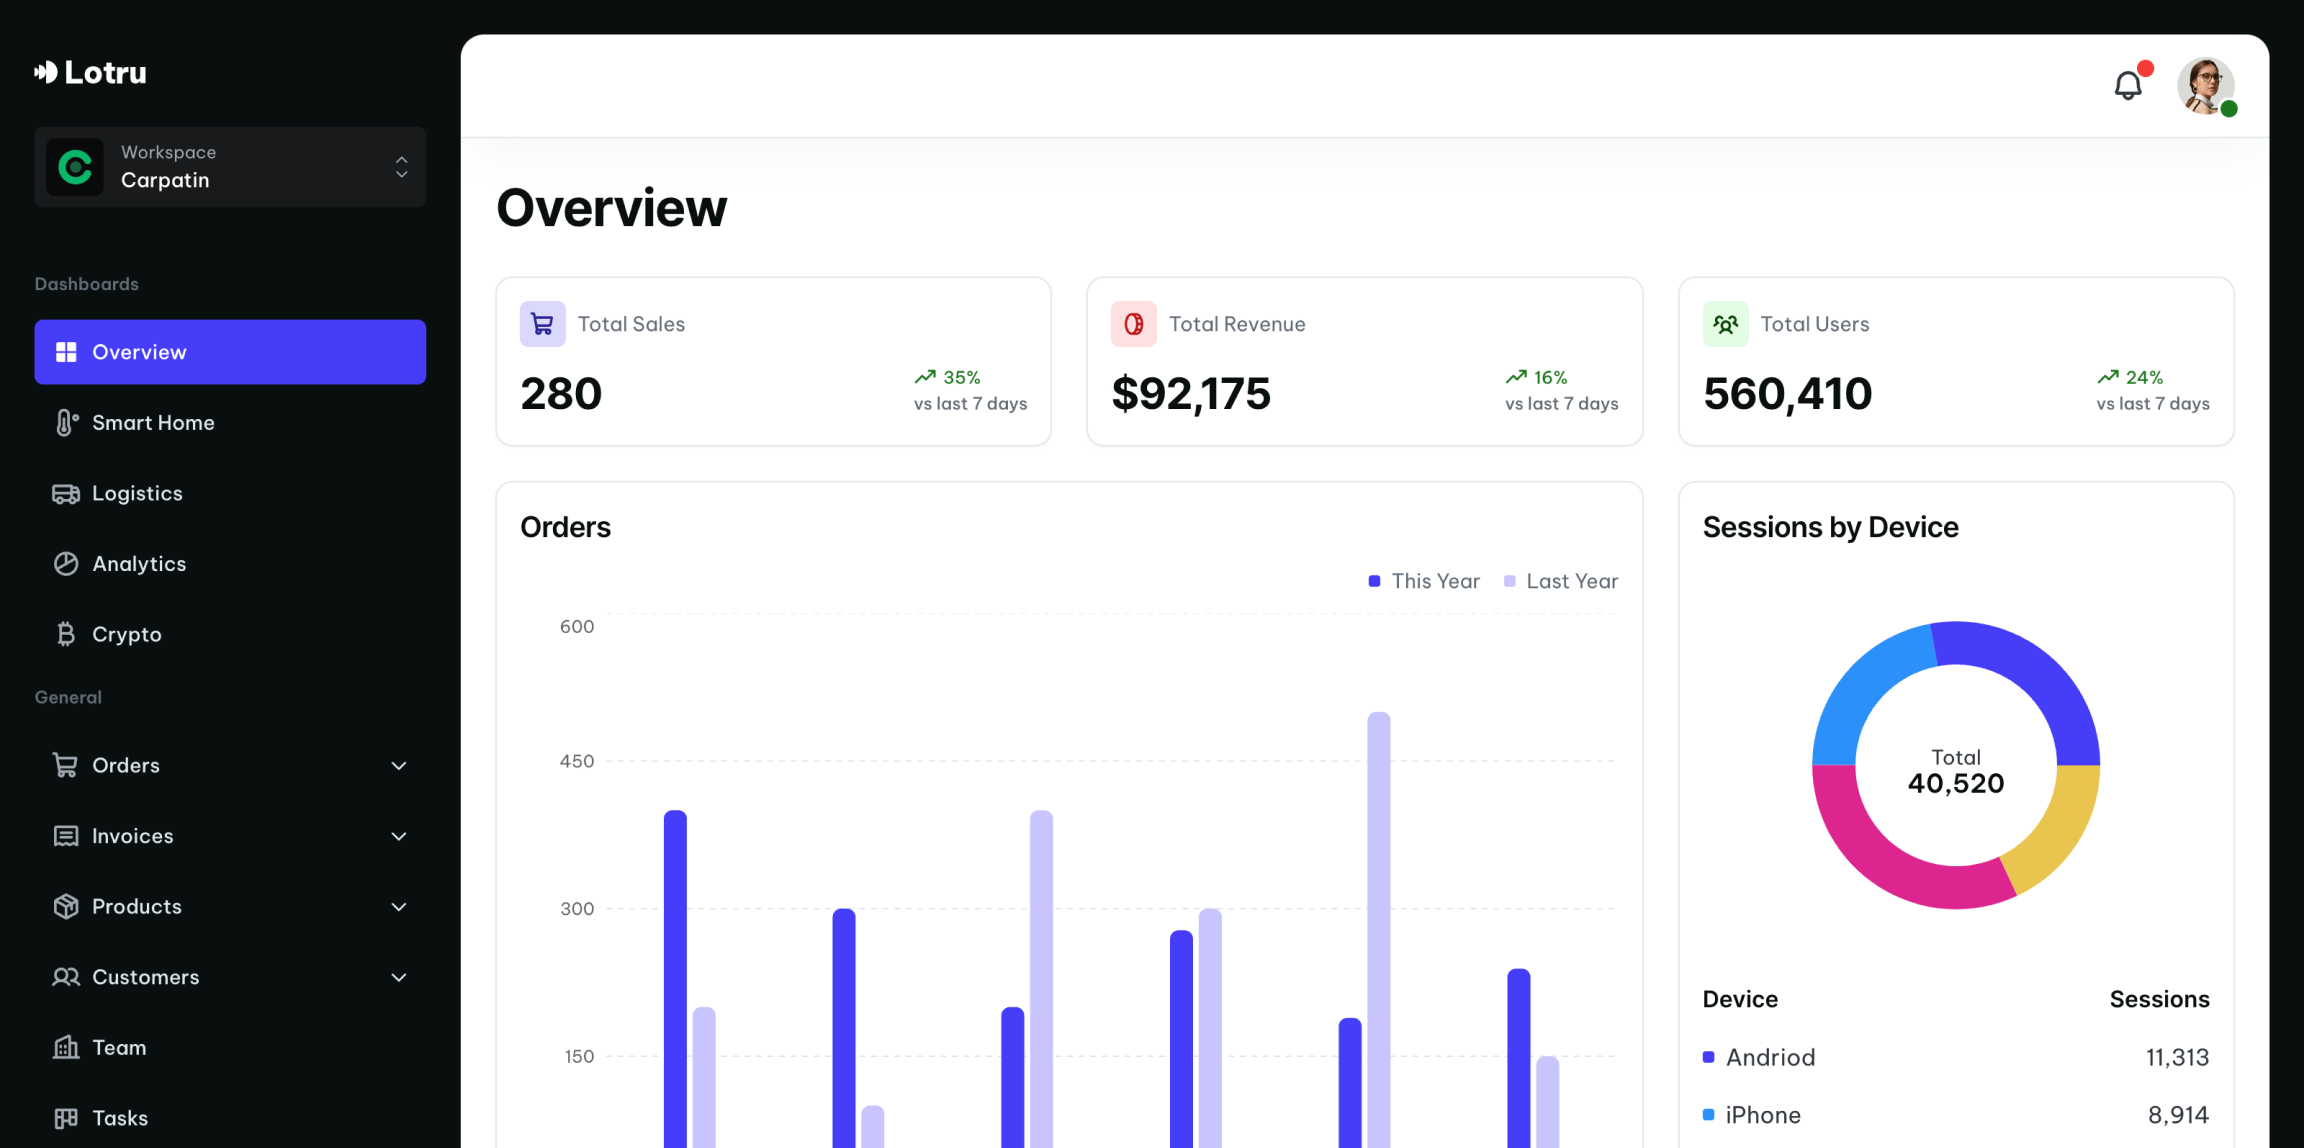 Lotru
Workspace
Carpatin
Dashboards
Overview
Smart Home
Logistics
Analytics
Crypto
General
Orders
Invoices
Products
Customers
Team
Tasks
Overview
Total Sales
280
35%
vs last 7 days
Total Revenue
$92,175
16%
vs last 7 days
Total Users
560,410
24%
vs last 7 days
Orders
This Year
Last Year
600
450
300
150
Sessions by Device
Total
40,520
Device Sessions
Andriod 11,313
iPhone 8,914